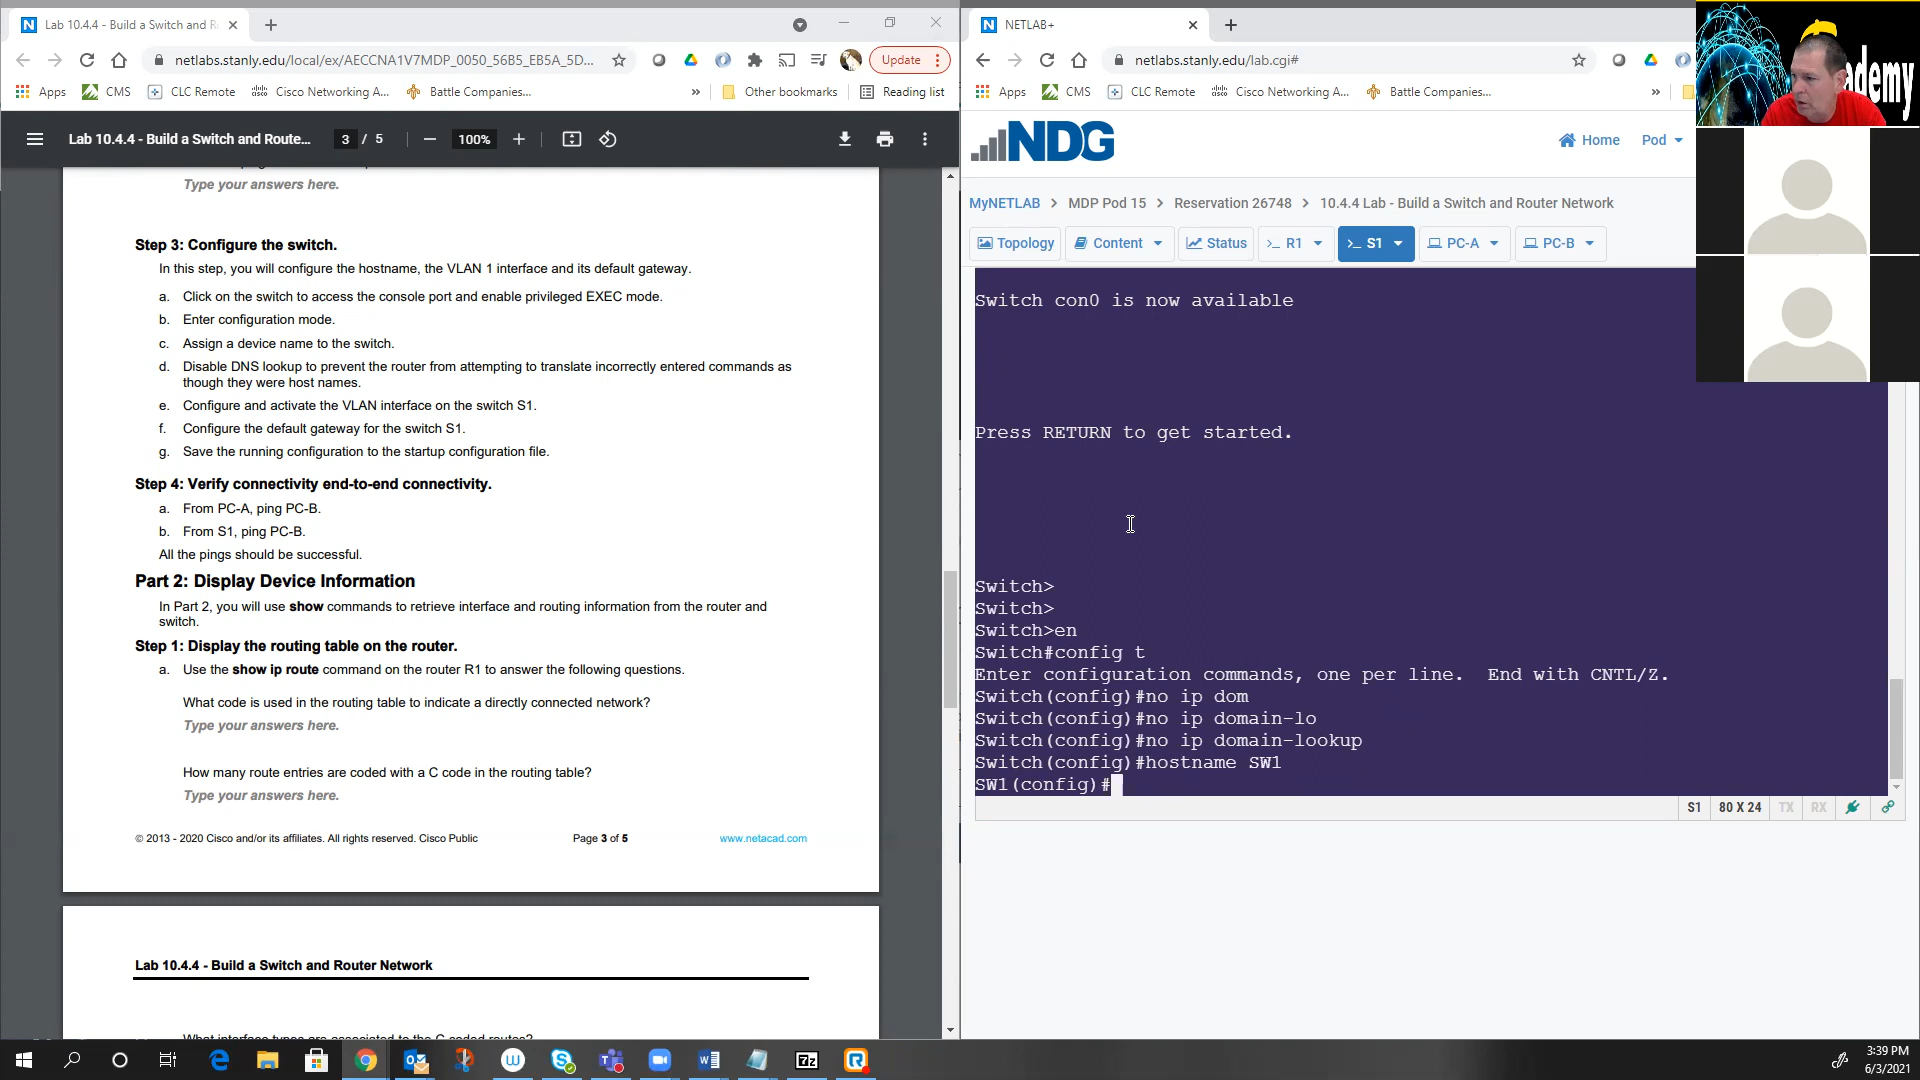 Lab 10.4.4 - Build a Switch and R
netlabs.stanly.edu/local/ex/AECCNA1V7MDP_0050_56B5_EB5A_5D...
Update
Apps
CMS
CLC Remote
Cisco Networking A...
Battle Companies...
»
Other bookmarks
Reading list
Lab 10.4.4 - Build a Switch and Route...
3 / 5
100%
Type your answers here.
Step 3: Configure the switch.
In this step, you will configure the hostname, the VLAN 1 interface and its default gateway.
a. Click on the switch to access the console port and enable privileged EXEC mode.
b. Enter configuration mode.
c. Assign a device name to the switch.
d. Disable DNS lookup to prevent the router from attempting to translate incorrectly entered commands as
though they were host names.
e. Configure and activate the VLAN interface on the switch S1.
f. Configure the default gateway for the switch S1.
g. Save the running configuration to the startup configuration file.
Step 4: Verify connectivity end-to-end connectivity.
a. From PC-A, ping PC-B.
b. From S1, ping PC-B.
All the pings should be successful.
Part 2: Display Device Information
In Part 2, you will use show commands to retrieve interface and routing information from the router and
switch.
Step 1: Display the routing table on the router.
a. Use the show ip route command on the router R1 to answer the following questions.
What code is used in the routing table to indicate a directly connected network?
Type your answers here.
How many route entries are coded with a C code in the routing table?
Type your answers here.
© 2013 - 2020 Cisco and/or its affiliates. All rights reserved. Cisco Public
Page 3 of 5
www.netacad.com
Lab 10.4.4 - Build a Switch and Router Network
What interface types are associated to the C coded routes?
NETLAB+
netlabs.stanly.edu/lab.cgi#
Apps
CMS
CLC Remote
Cisco Networking A...
Battle Companies...
»
NDG
Home
Pod
MyNETLAB > MDP Pod 15 > Reservation 26748 > 10.4.4 Lab - Build a Switch and Router Network
Topology
Content
Status
>_ R1
>_ S1
PC-A
PC-B
Switch con0 is now available
Press RETURN to get started.
Switch>
Switch>
Switch>en
Switch#config t
Enter configuration commands, one per line.  End with CNTL/Z.
Switch(config)#no ip dom
Switch(config)#no ip domain-lo
Switch(config)#no ip domain-lookup
Switch(config)#hostname SW1
SW1(config)#
S1
80 X 24
TX
RX
ademy
7z
3:39 PM
6/3/2021